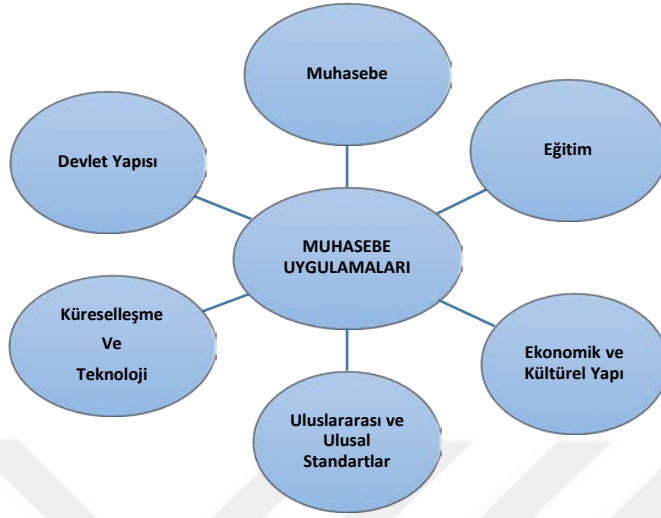 Muhasebe
Devlet Yapısı
Eğitim
MUHASEBE
UYGULAMALARI
Küreselleşme
Ve
Teknoloji
Ekonomik ve
Kültürel Yapı
Uluslararası ve
Ulusal
Standartlar